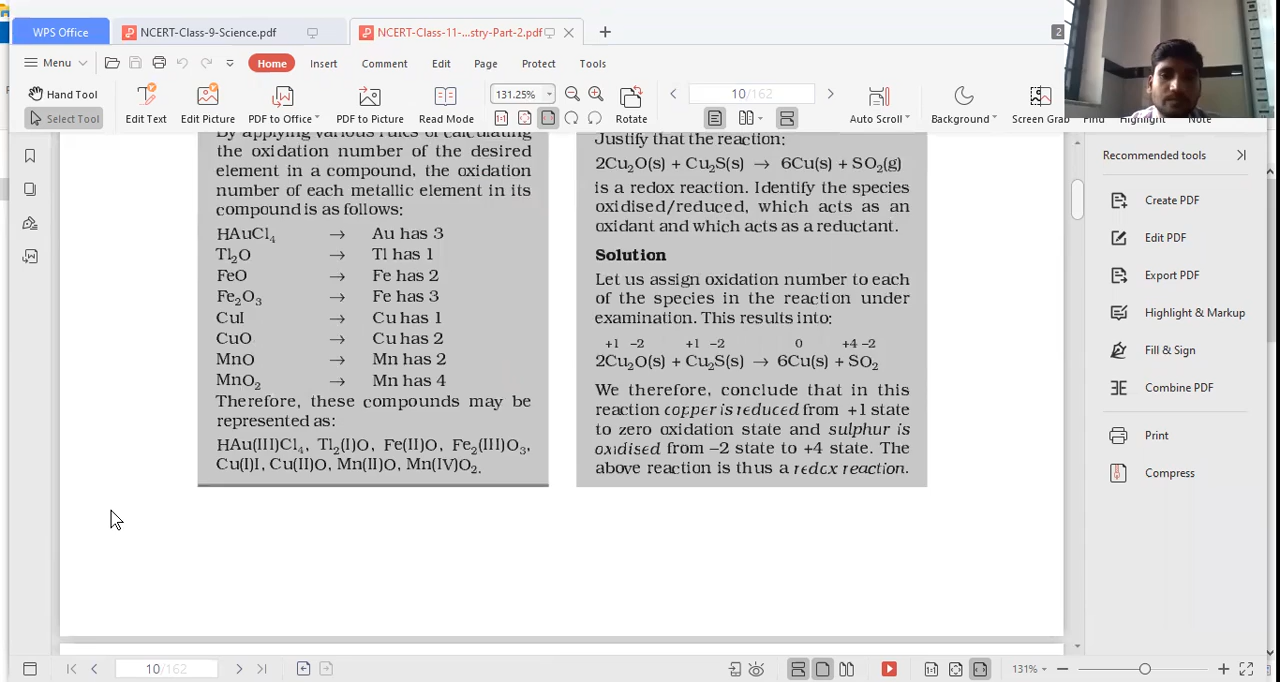 WPS Office
NCERT-Class-9-Science.pdf
NCERT-Class-11-...stry-Part-2.pdf
2
Menu
Home
Insert
Comment
Edit
Page
Protect
Tools
Hand Tool
Select Tool
Edit Text
Edit Picture
PDF to Office
PDF to Picture
Read Mode
131.25%
Rotate
10/162
Auto Scroll
Background
Screen Grab
Find
Highlight
Note
By applying various rules of calculating
the oxidation number of the desired
element in a compound, the oxidation
number of each metallic element in its
compound is as follows:
HAuCl₄ → Au has 3
Tl₂O → Tl has 1
FeO → Fe has 2
Fe₂O₃ → Fe has 3
CuI → Cu has 1
CuO → Cu has 2
MnO → Mn has 2
MnO₂ → Mn has 4
Therefore, these compounds may be
represented as:
HAu(III)Cl₄, Tl₂(I)O, Fe(II)O, Fe₂(III)O₃,
Cu(I)I, Cu(II)O, Mn(II)O, Mn(IV)O₂.
Justify that the reaction:
2Cu₂O(s) + Cu₂S(s) → 6Cu(s) + SO₂(g)
is a redox reaction. Identify the species
oxidised/reduced, which acts as an
oxidant and which acts as a reductant.
Solution
Let us assign oxidation number to each
of the species in the reaction under
examination. This results into:
+1 –2 +1 –2 0 +4 –2
2Cu₂O(s) + Cu₂S(s) → 6Cu(s) + SO₂
We therefore, conclude that in this
reaction copper is reduced from +1 state
to zero oxidation state and sulphur is
oxidised from –2 state to +4 state. The
above reaction is thus a redox reaction.
Recommended tools
Create PDF
Edit PDF
Export PDF
Highlight & Markup
Fill & Sign
Combine PDF
Print
Compress
10/162
131%